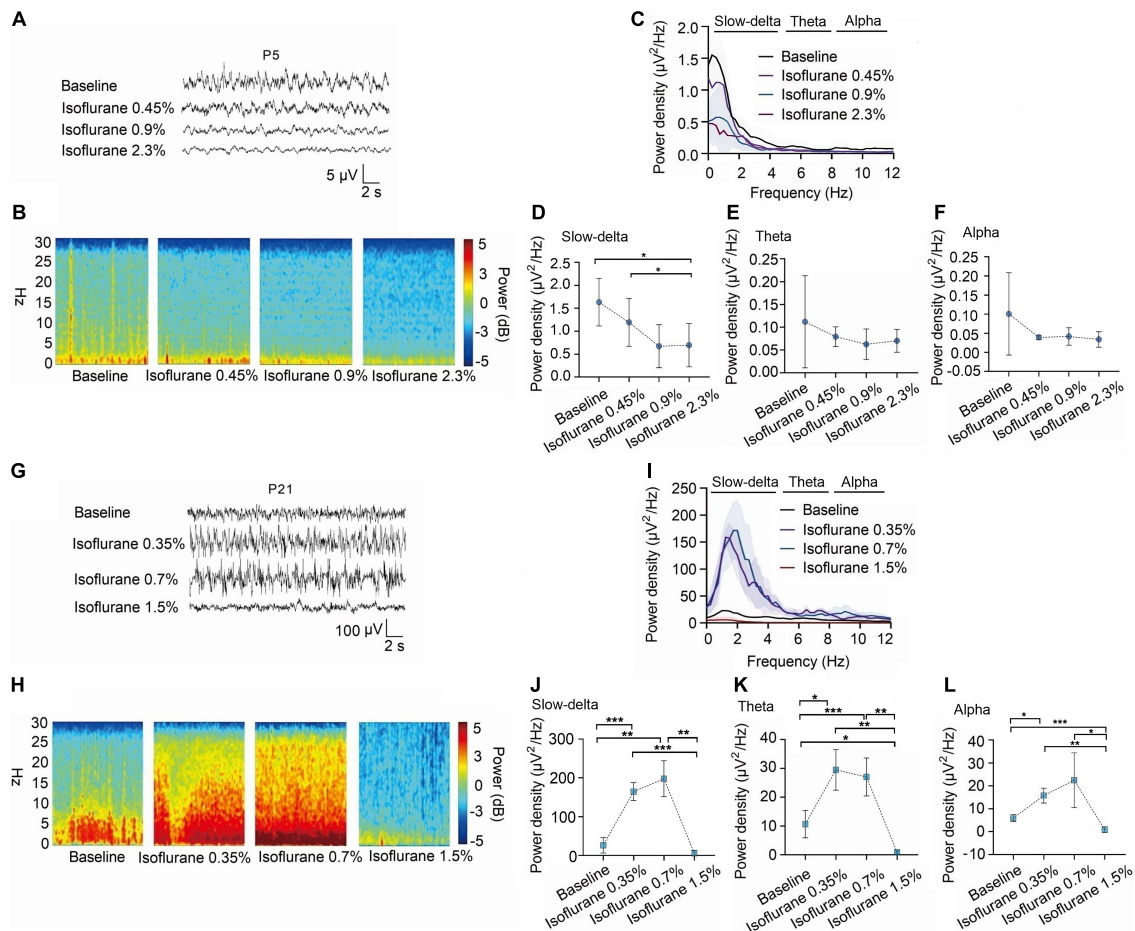 A
P5
Baseline
Isoflurane 0.45%
Isoflurane 0.9%
Isoflurane 2.3%
5 µV
2 s
C
Slow-delta Theta Alpha
Power density (µV²/Hz)
2.0
1.5
1.0
0.5
0.0
Baseline
Isoflurane 0.45%
Isoflurane 0.9%
Isoflurane 2.3%
0 2 4 6 8 10 12
Frequency (Hz)
B
Hz
30
25
20
15
10
5
0
Baseline Isoflurane 0.45% Isoflurane 0.9% Isoflurane 2.3%
5
3
0
-3
-5
Power (dB)
D
Slow-delta
Power density (µV²/Hz)
2.5
2.0
1.5
1.0
0.5
0.0
*
*
Baseline
Isoflurane 0.45%
Isoflurane 0.9%
Isoflurane 2.3%
E
Theta
Power density (µV²/Hz)
0.25
0.20
0.15
0.10
0.05
0.00
Baseline
Isoflurane 0.45%
Isoflurane 0.9%
Isoflurane 2.3%
F
Alpha
Power density (µV²/Hz)
0.25
0.20
0.15
0.10
0.05
0.00
-0.05
Baseline
Isoflurane 0.45%
Isoflurane 0.9%
Isoflurane 2.3%
G
P21
Baseline
Isoflurane 0.35%
Isoflurane 0.7%
Isoflurane 1.5%
100 µV
2 s
I
Slow-delta Theta Alpha
Power density (µV²/Hz)
250
200
150
100
50
0
Baseline
Isoflurane 0.35%
Isoflurane 0.7%
Isoflurane 1.5%
0 2 4 6 8 10 12
Frequency (Hz)
H
Hz
30
25
20
15
10
5
0
Baseline Isoflurane 0.35% Isoflurane 0.7% Isoflurane 1.5%
5
3
0
-3
-5
Power (dB)
J
Slow-delta
Power density (µV²/Hz)
300
200
100
0
***
** **
***
Baseline
Isoflurane 0.35%
Isoflurane 0.7%
Isoflurane 1.5%
K
Theta
Power density (µV²/Hz)
40
30
20
10
0
*
*** **
**
*
Baseline
Isoflurane 0.35%
Isoflurane 0.7%
Isoflurane 1.5%
L
Alpha
Power density (µV²/Hz)
40
30
20
10
0
-10
*
***
*
**
Baseline
Isoflurane 0.35%
Isoflurane 0.7%
Isoflurane 1.5%